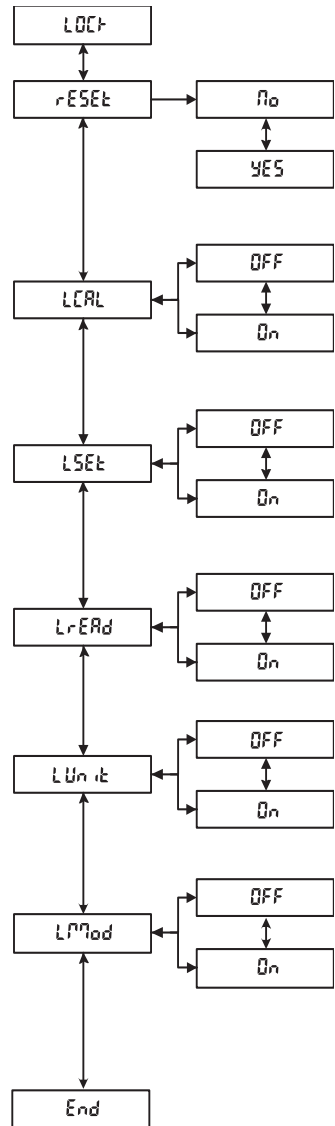 LOCK
rESEt
No
YES
LCAL
OFF
On
LSEt
OFF
On
LrEAd
OFF
On
LUnit
OFF
On
LMMod
OFF
On
End